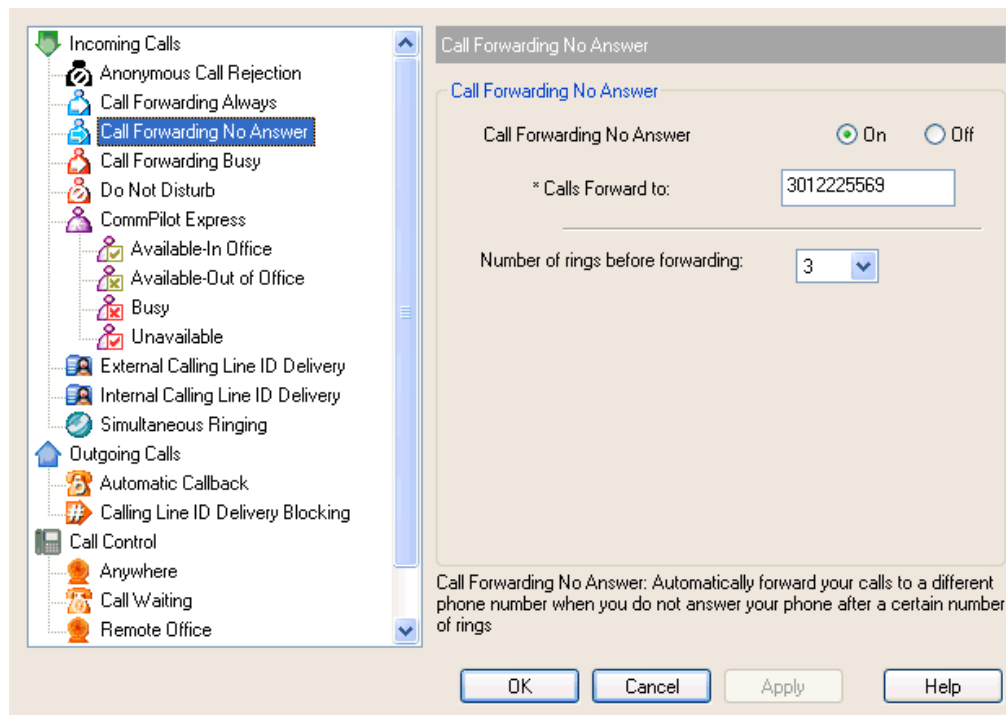 Incoming Calls
Anonymous Call Rejection
Call Forwarding Always
Call Forwarding No Answer
Call Forwarding Busy
Do Not Disturb
CommPilot Express
Available-In Office
Available-Out of Office
Busy
Unavailable
External Calling Line ID Delivery
Internal Calling Line ID Delivery
Simultaneous Ringing
Outgoing Calls
Automatic Callback
Calling Line ID Delivery Blocking
Call Control
Anywhere
Call Waiting
Remote Office
Call Forwarding No Answer
Call Forwarding No Answer
Call Forwarding No Answer On Off
* Calls Forward to: 3012225569
Number of rings before forwarding: 3
Call Forwarding No Answer: Automatically forward your calls to a different
phone number when you do not answer your phone after a certain number
of rings
OK Cancel Apply Help